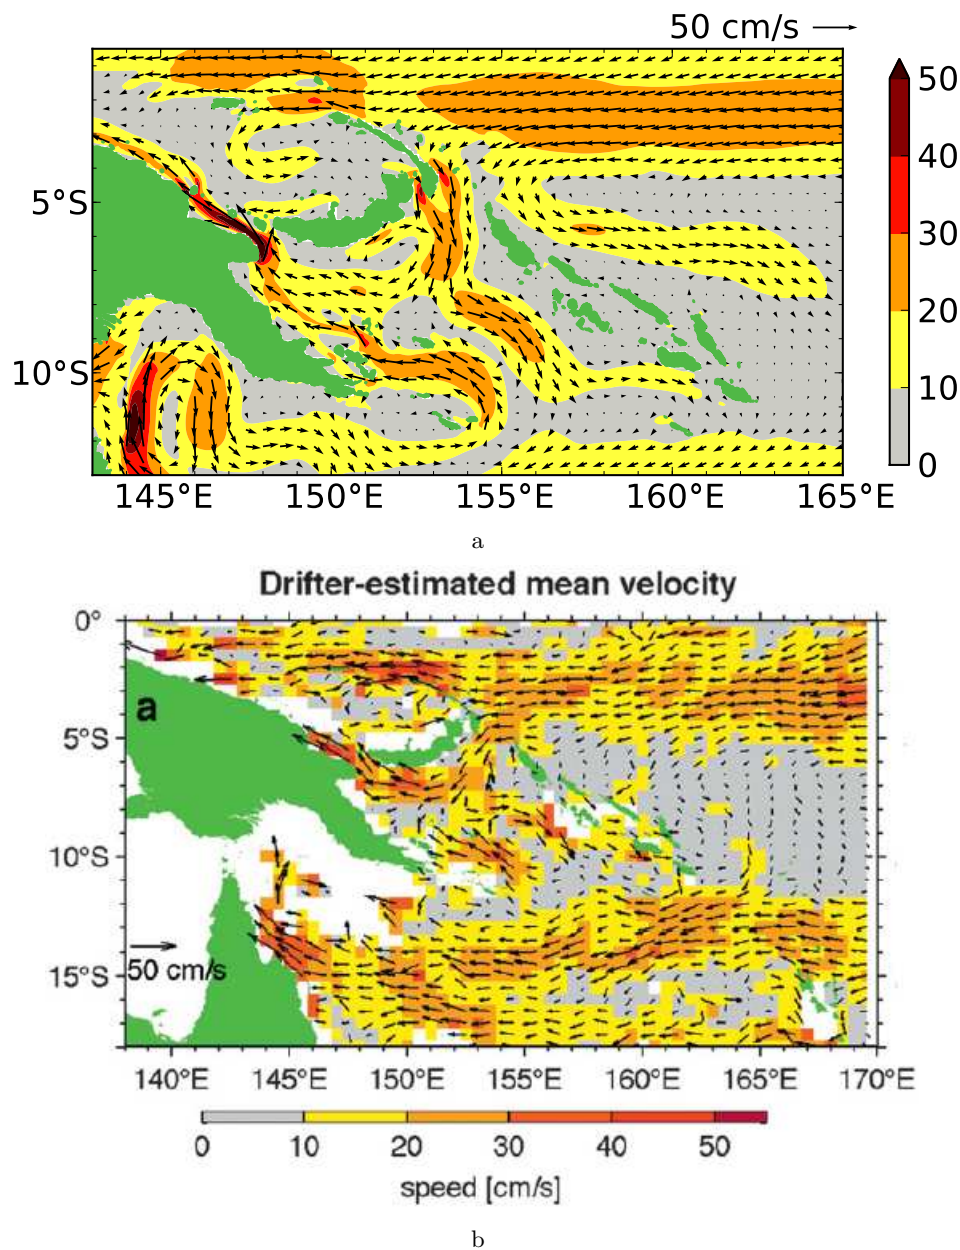 50 cm/s
50
40
30
20
10
0
5°S
10°S
145°E 150°E 155°E 160°E 165°E
a
Drifter-estimated mean velocity
0°
a
5°S
10°S
50 cm/s
15°S
140°E 145°E 150°E 155°E 160°E 165°E 170°E
0 10 20 30 40 50
speed [cm/s]
b